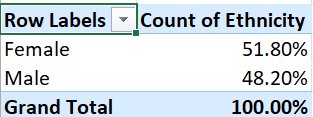 Row Labels Count of Ethnicity
Female 51.80%
Male 48.20%
Grand Total 100.00%